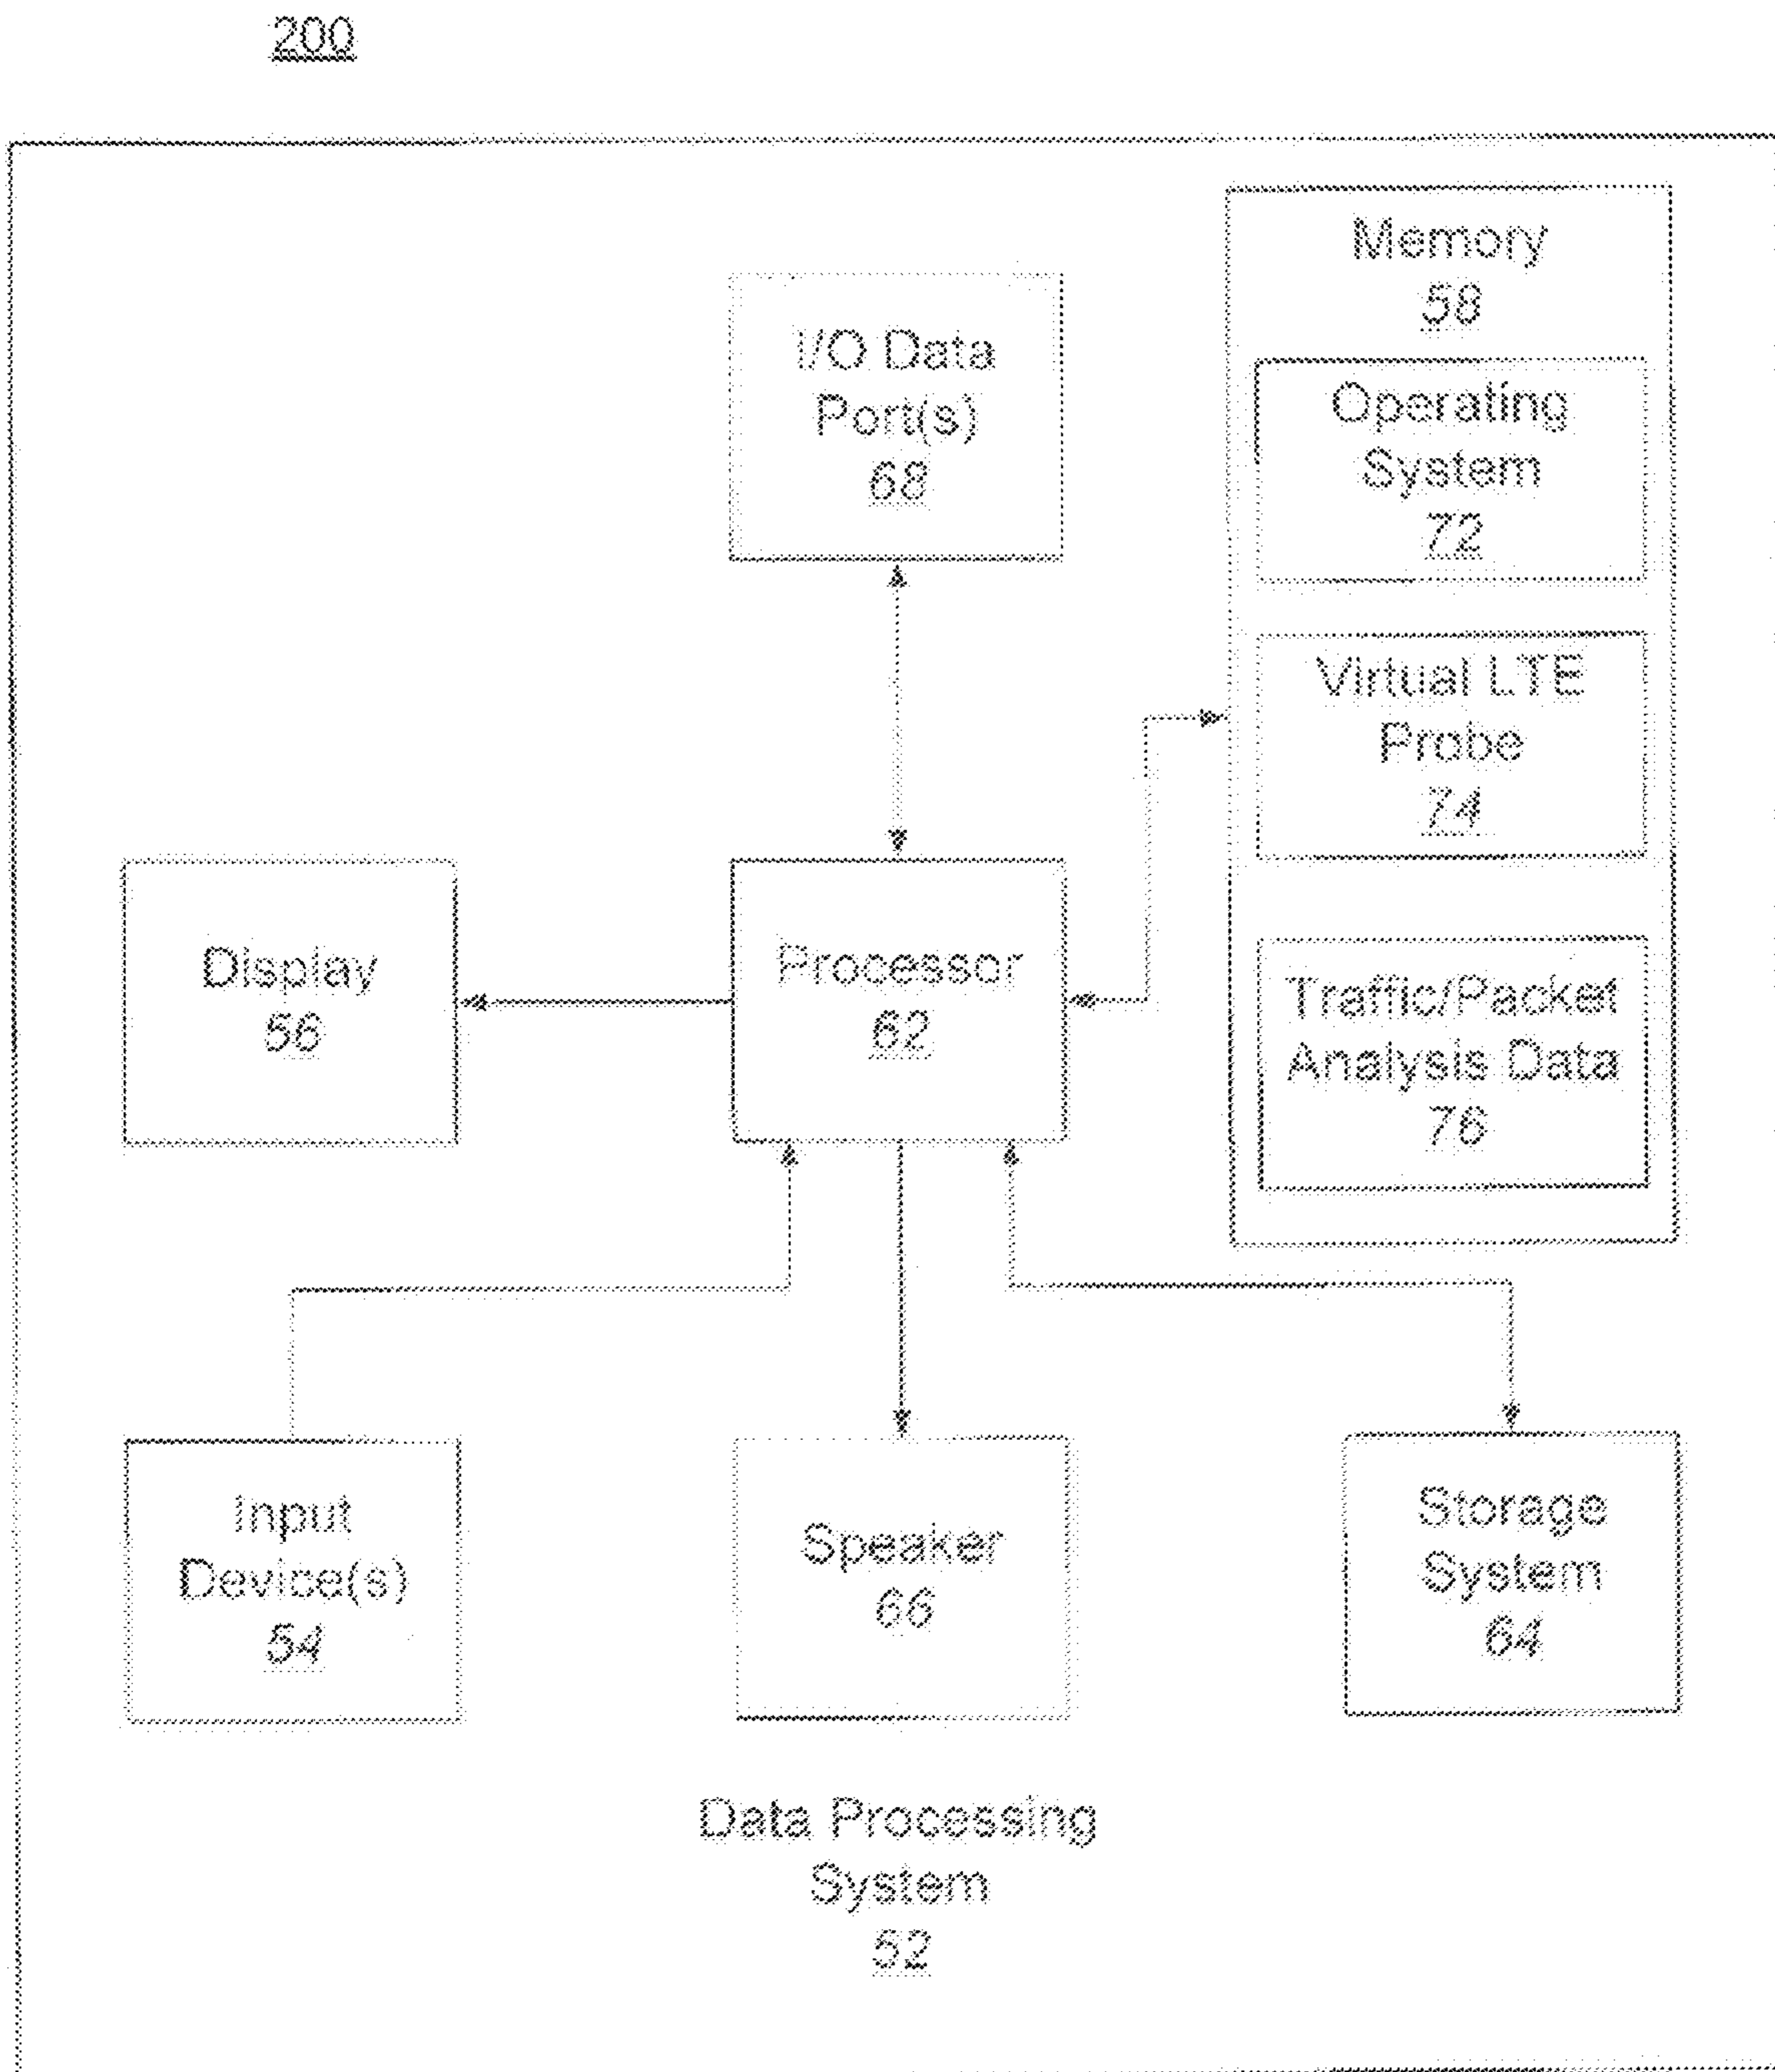 200
Memory
58
Operating
System
72
Virtual LTE
Probe
74
Traffic/Packet
Analysis Data
76
I/O Data
Port(s)
68
Display
56
Processor
62
Input
Device(s)
54
Speaker
66
Storage
System
64
Data Processing
System
52